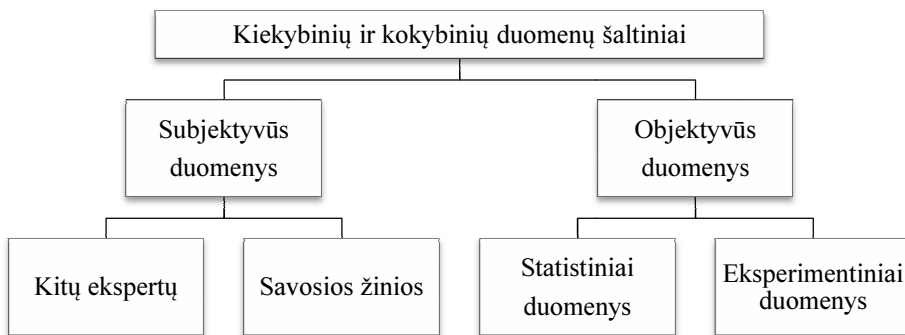 Kiekybinių ir kokybinių duomenų šaltiniai
Subjektyvūs
duomenys
Objektyvūs
duomenys
Kitų ekspertų
Savosios žinios
Statistiniai
duomenys
Eksperimentiniai
duomenys